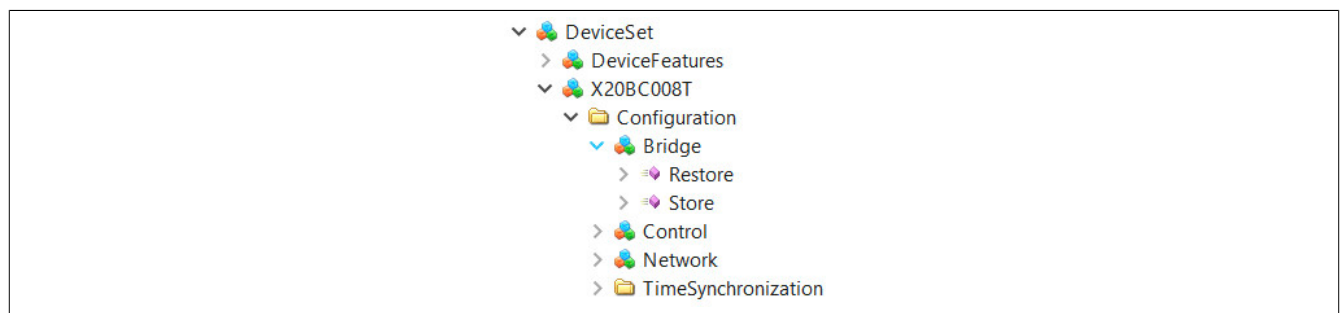 DeviceSet
DeviceFeatures
X20BC008T
Configuration
Bridge
Restore
Store
Control
Network
TimeSynchronization